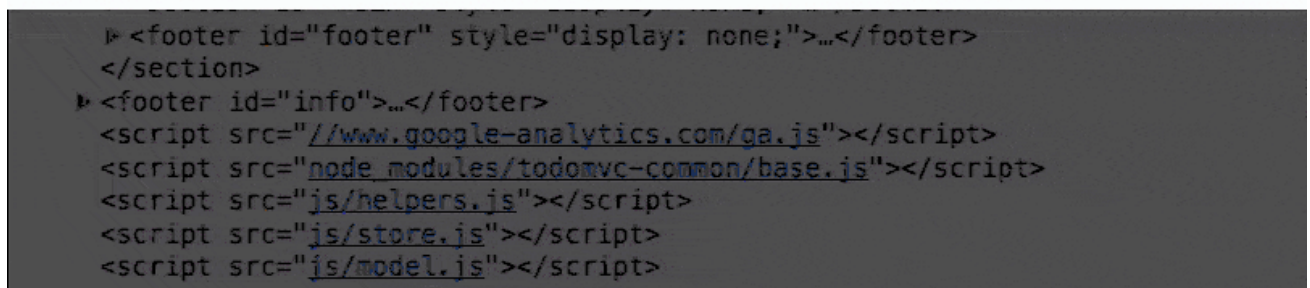 ▶<footer id="footer" style="display: none;">…</footer>
</section>
▶<footer id="info">…</footer>
<script src="//www.google-analytics.com/ga.js"></script>
<script src="node_modules/todomvc-common/base.js"></script>
<script src="js/helpers.js"></script>
<script src="js/store.js"></script>
<script src="js/model.js"></script>